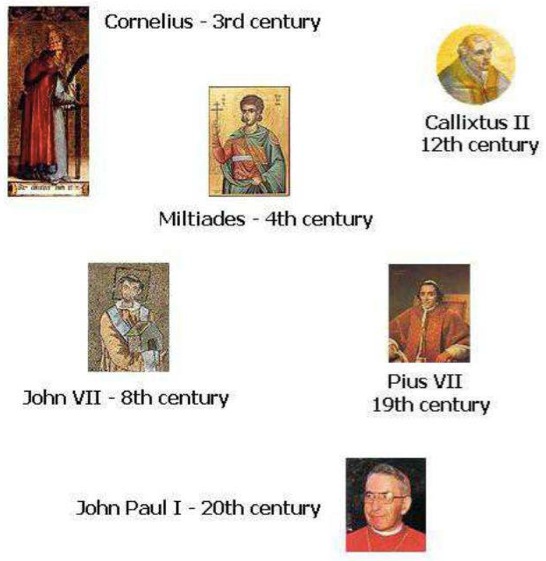 Cornelius - 3rd century
Callixtus II
12th century
Miltiades - 4th century
John VII - 8th century
Pius VII
19th century
John Paul I - 20th century